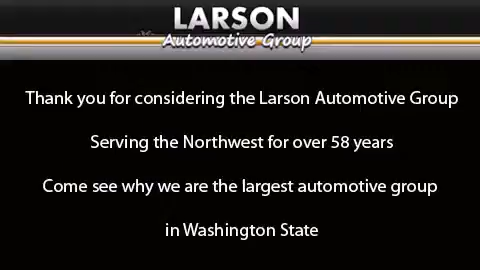 LARSON
Automotive Group
Thank you for considering the Larson Automotive Group
Serving the Northwest for over 58 years
Come see why we are the largest automotive group
in Washington State